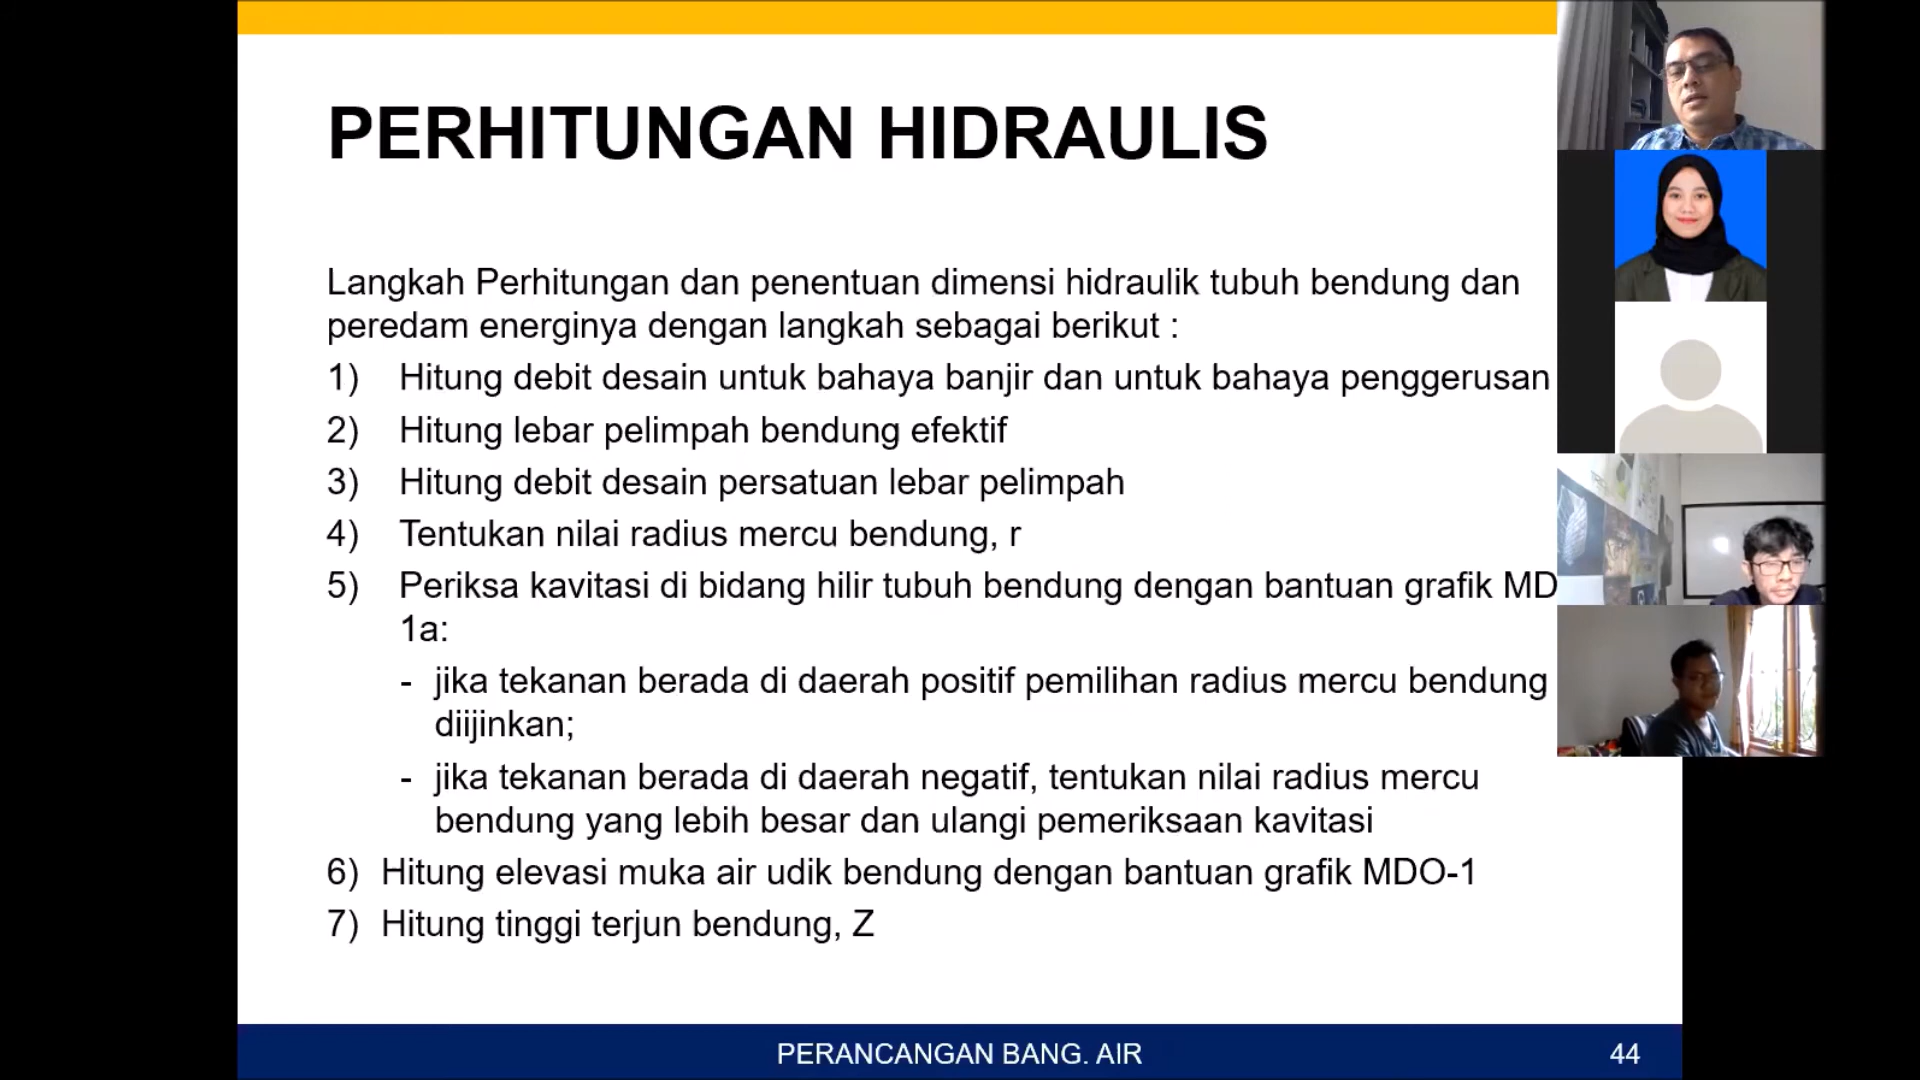 PERHITUNGAN HIDRAULIS
Langkah Perhitungan dan penentuan dimensi hidraulik tubuh bendung dan
peredam energinya dengan langkah sebagai berikut :
1) Hitung debit desain untuk bahaya banjir dan untuk bahaya penggerusan
2) Hitung lebar pelimpah bendung efektif
3) Hitung debit desain persatuan lebar pelimpah
4) Tentukan nilai radius mercu bendung, r
5) Periksa kavitasi di bidang hilir tubuh bendung dengan bantuan grafik MD
1a:
- jika tekanan berada di daerah positif pemilihan radius mercu bendung
diijinkan;
- jika tekanan berada di daerah negatif, tentukan nilai radius mercu
bendung yang lebih besar dan ulangi pemeriksaan kavitasi
6) Hitung elevasi muka air udik bendung dengan bantuan grafik MDO-1
7) Hitung tinggi terjun bendung, Z
PERANCANGAN BANG. AIR
44